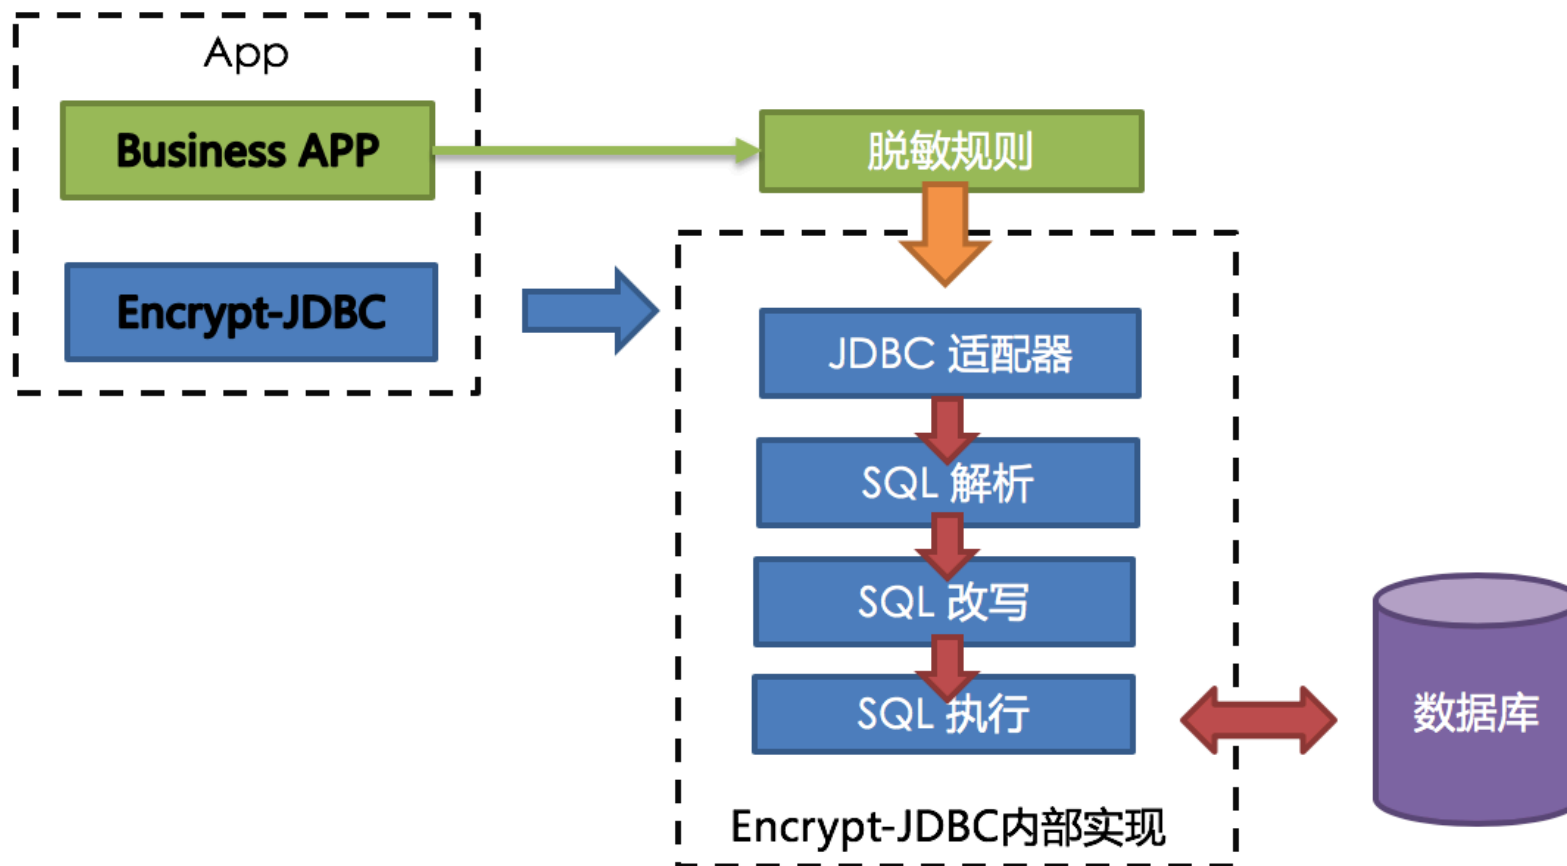 App
Business APP
脱敏规则
Encrypt-JDBC
JDBC 适配器
SQL 解析
SQL 改写
SQL 执行
数据库
Encrypt-JDBC内部实现